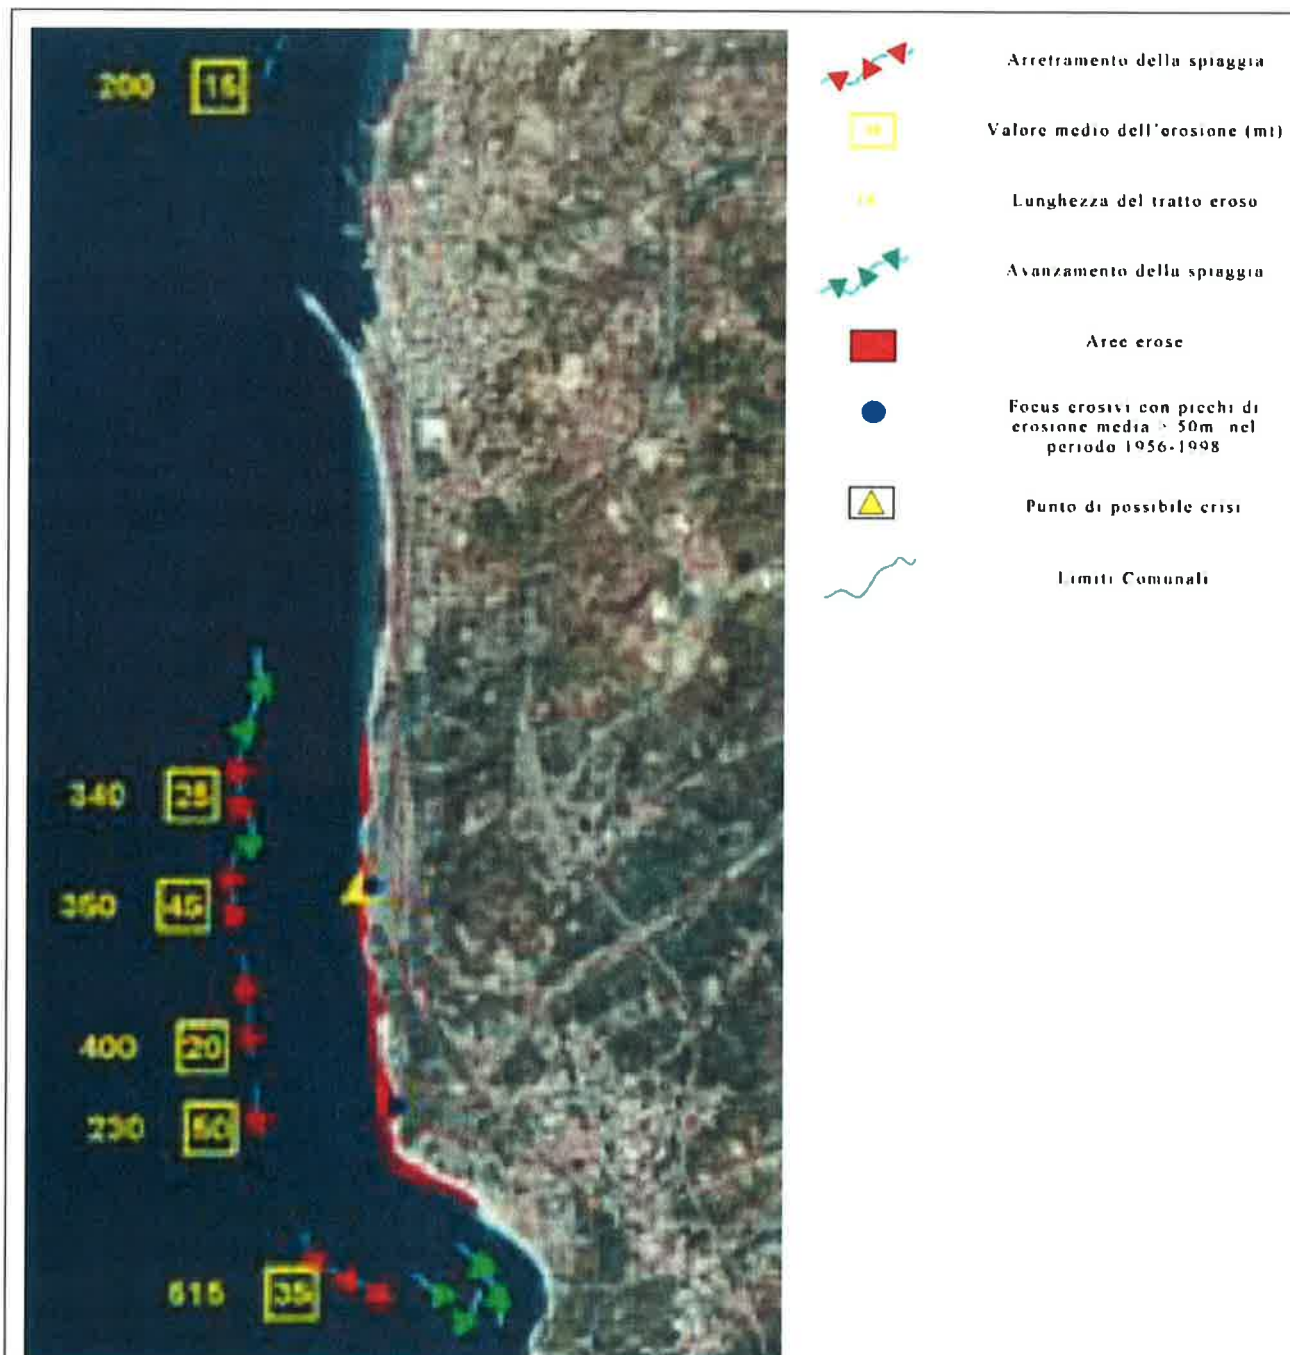 200 15
340 25
350 45
400 20
230 50
615 35
Arretramento della spiaggia
Valore medio dell'erosione (mt)
Lunghezza del tratto eroso
Avanzamento della spiaggia
Aree erose
Focus erosivi con picchi di
erosione media > 50m nel
periodo 1956-1998
Punto di possibile crisi
Limiti Comunali